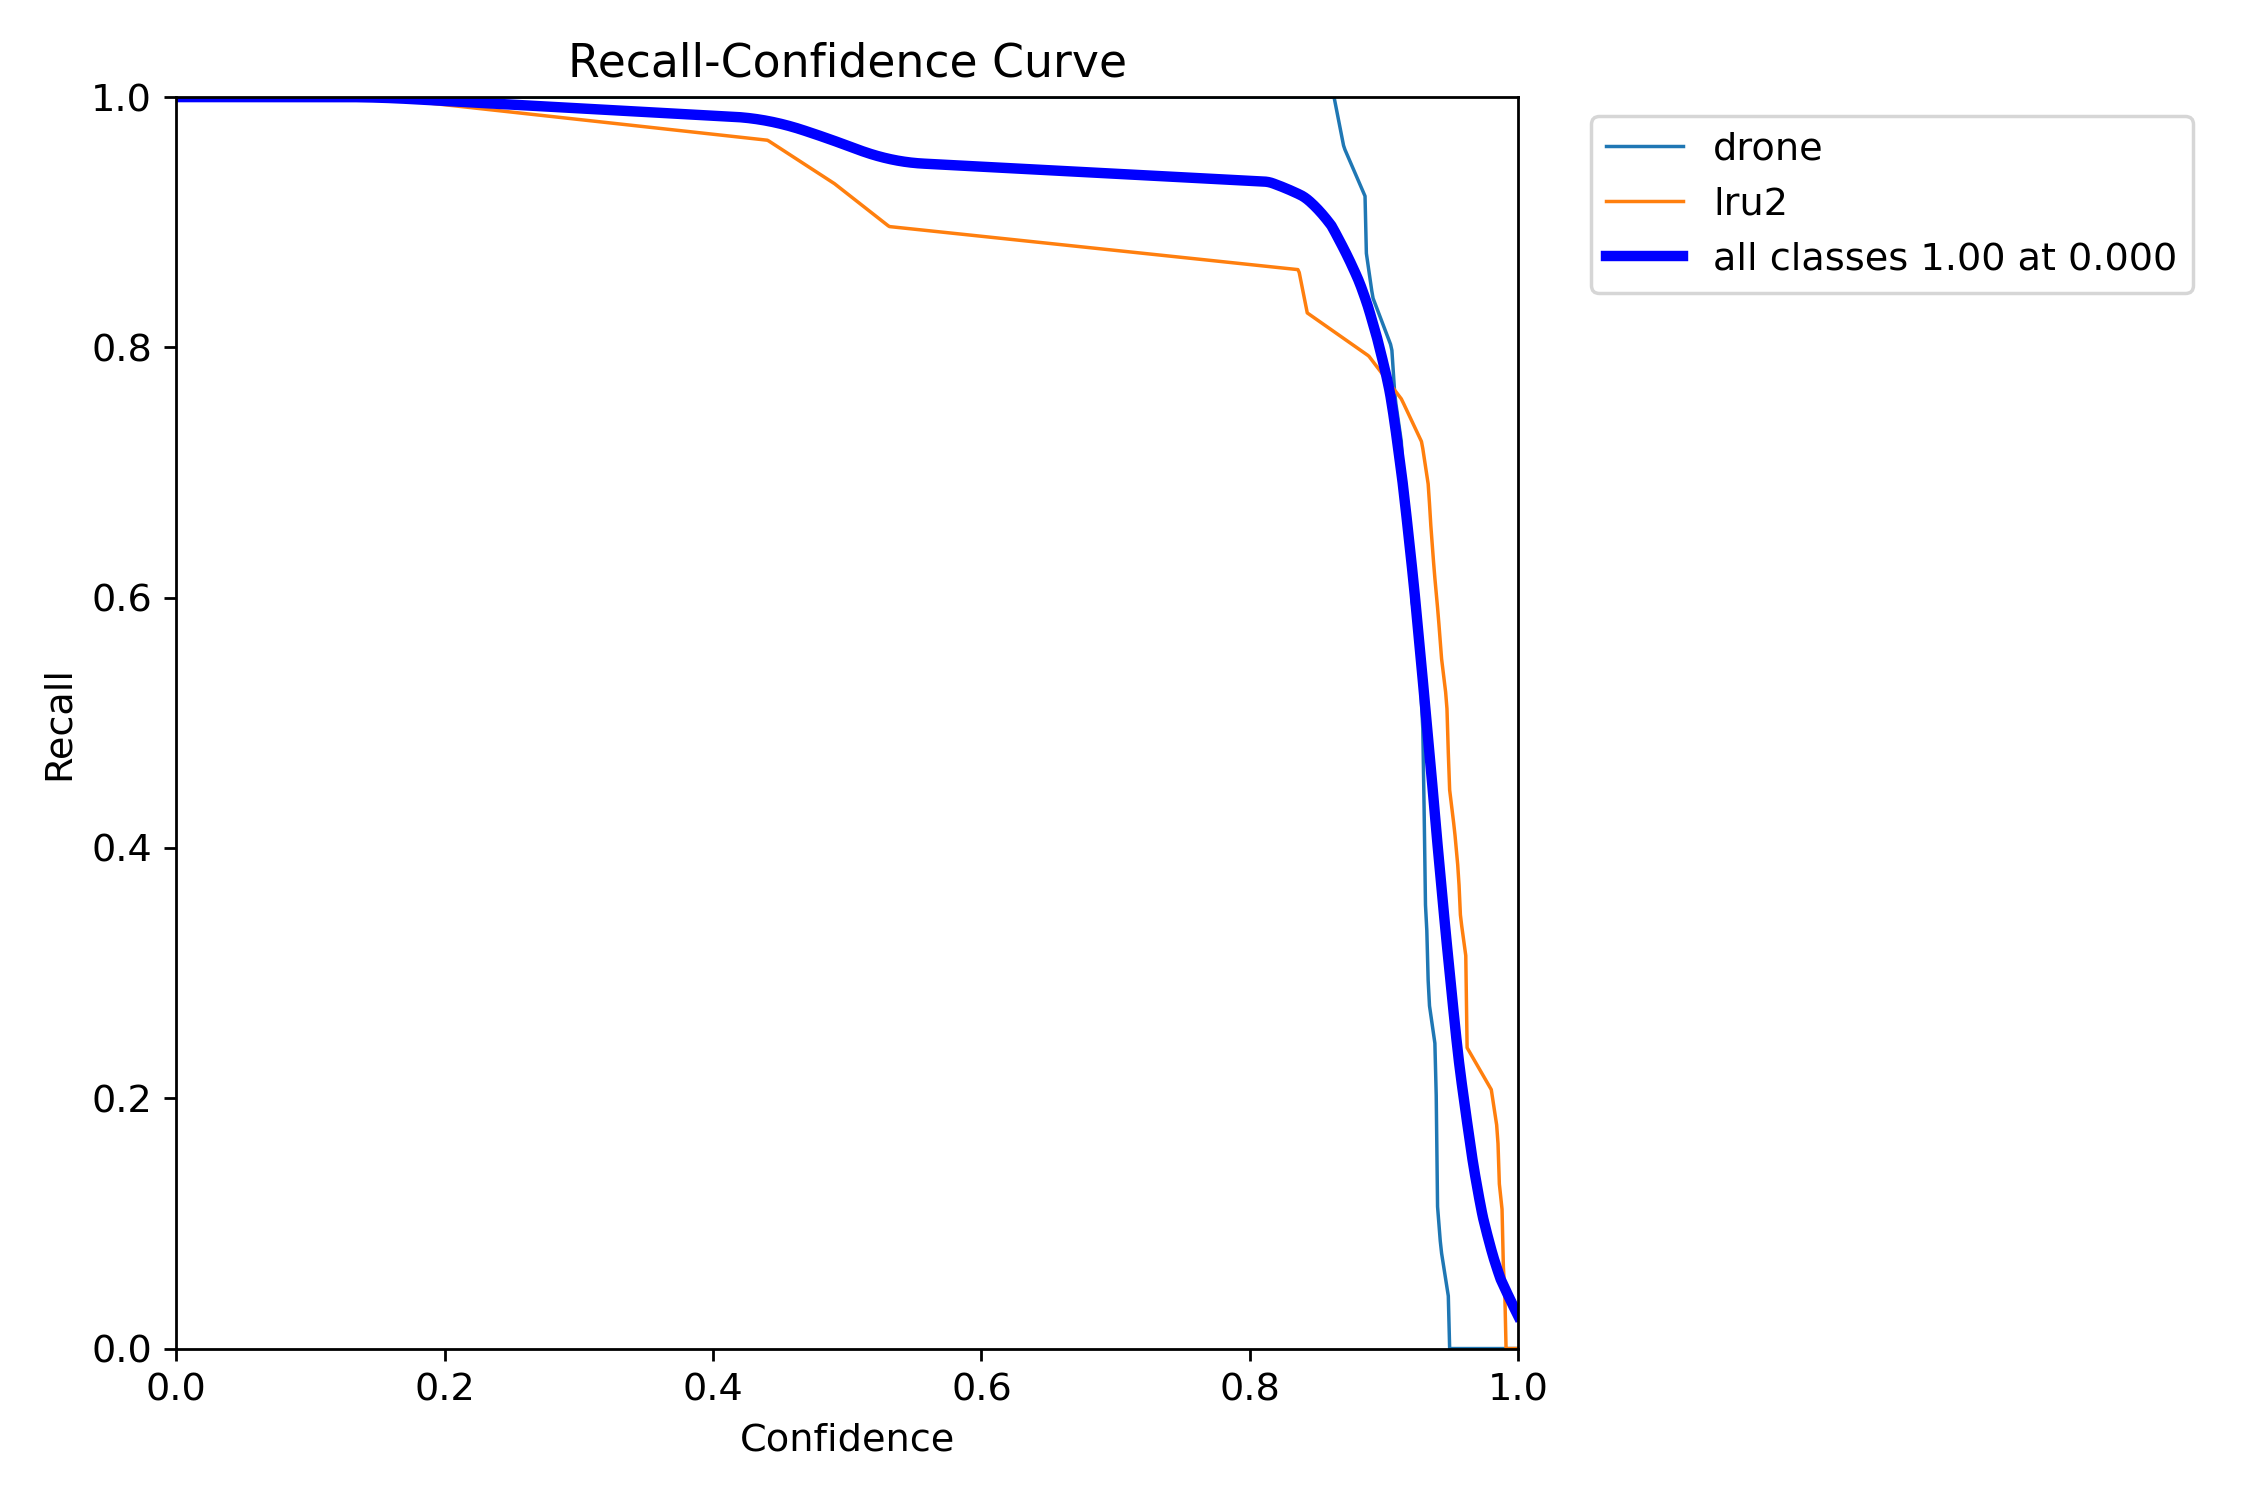 Recall-Confidence Curve
drone
lru2
all classes 1.00 at 0.000
1.0
0.8
0.6
0.4
0.2
0.0
Recall
0.0 0.2 0.4 0.6 0.8 1.0
Confidence